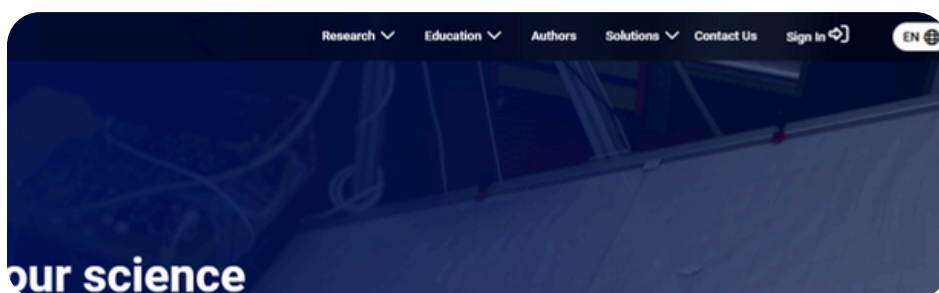 Research Education Authors Solutions Contact Us Sign In EN
our science